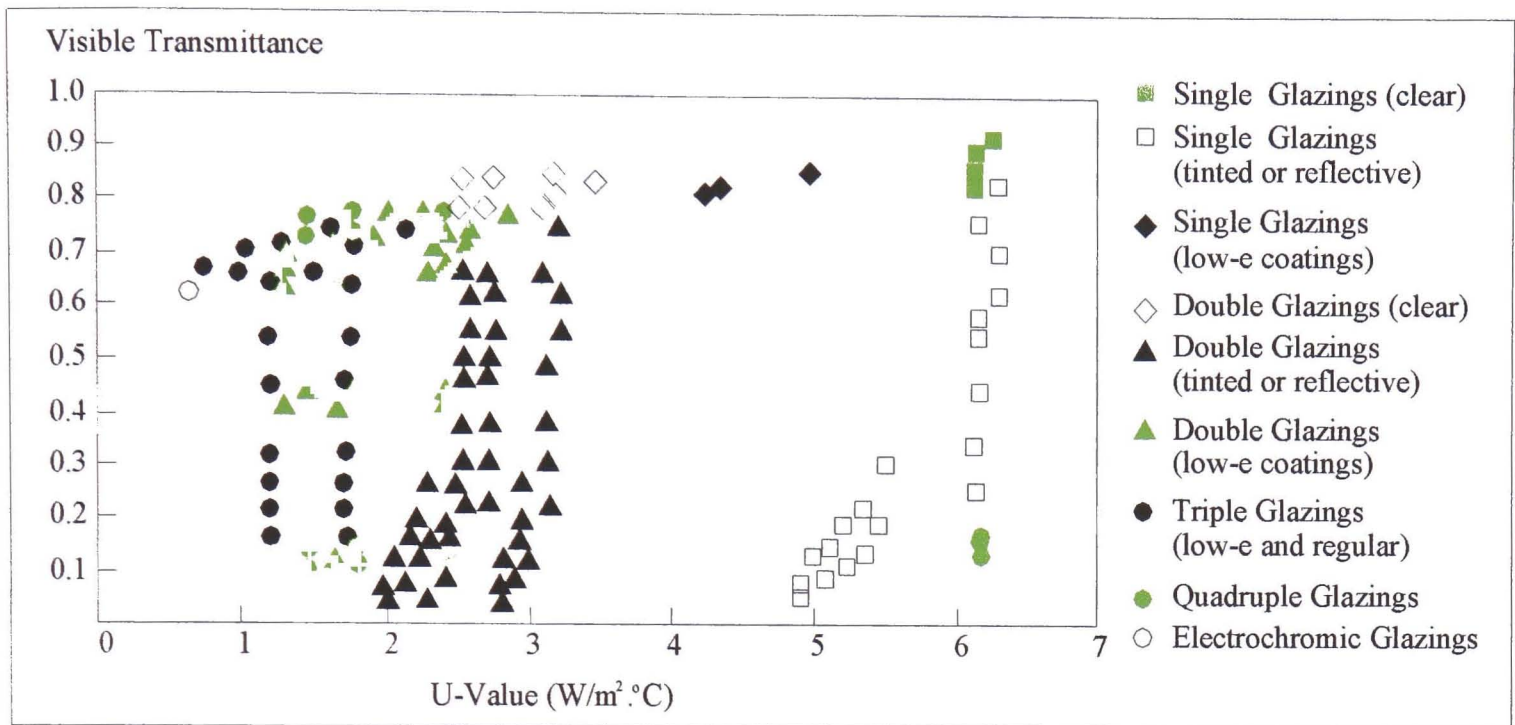 Visible Transmittance
1.0
0.9
0.8
0.7
0.6
0.5
0.4
0.3
0.2
0.1
0 1 2 3 4 5 6 7
U-Value (W/m².ºC)
Single Glazings (clear)
Single Glazings
(tinted or reflective)
Single Glazings
(low-e coatings)
Double Glazings (clear)
Double Glazings
(tinted or reflective)
Double Glazings
(low-e coatings)
Triple Glazings
(low-e and regular)
Quadruple Glazings
Electrochromic Glazings